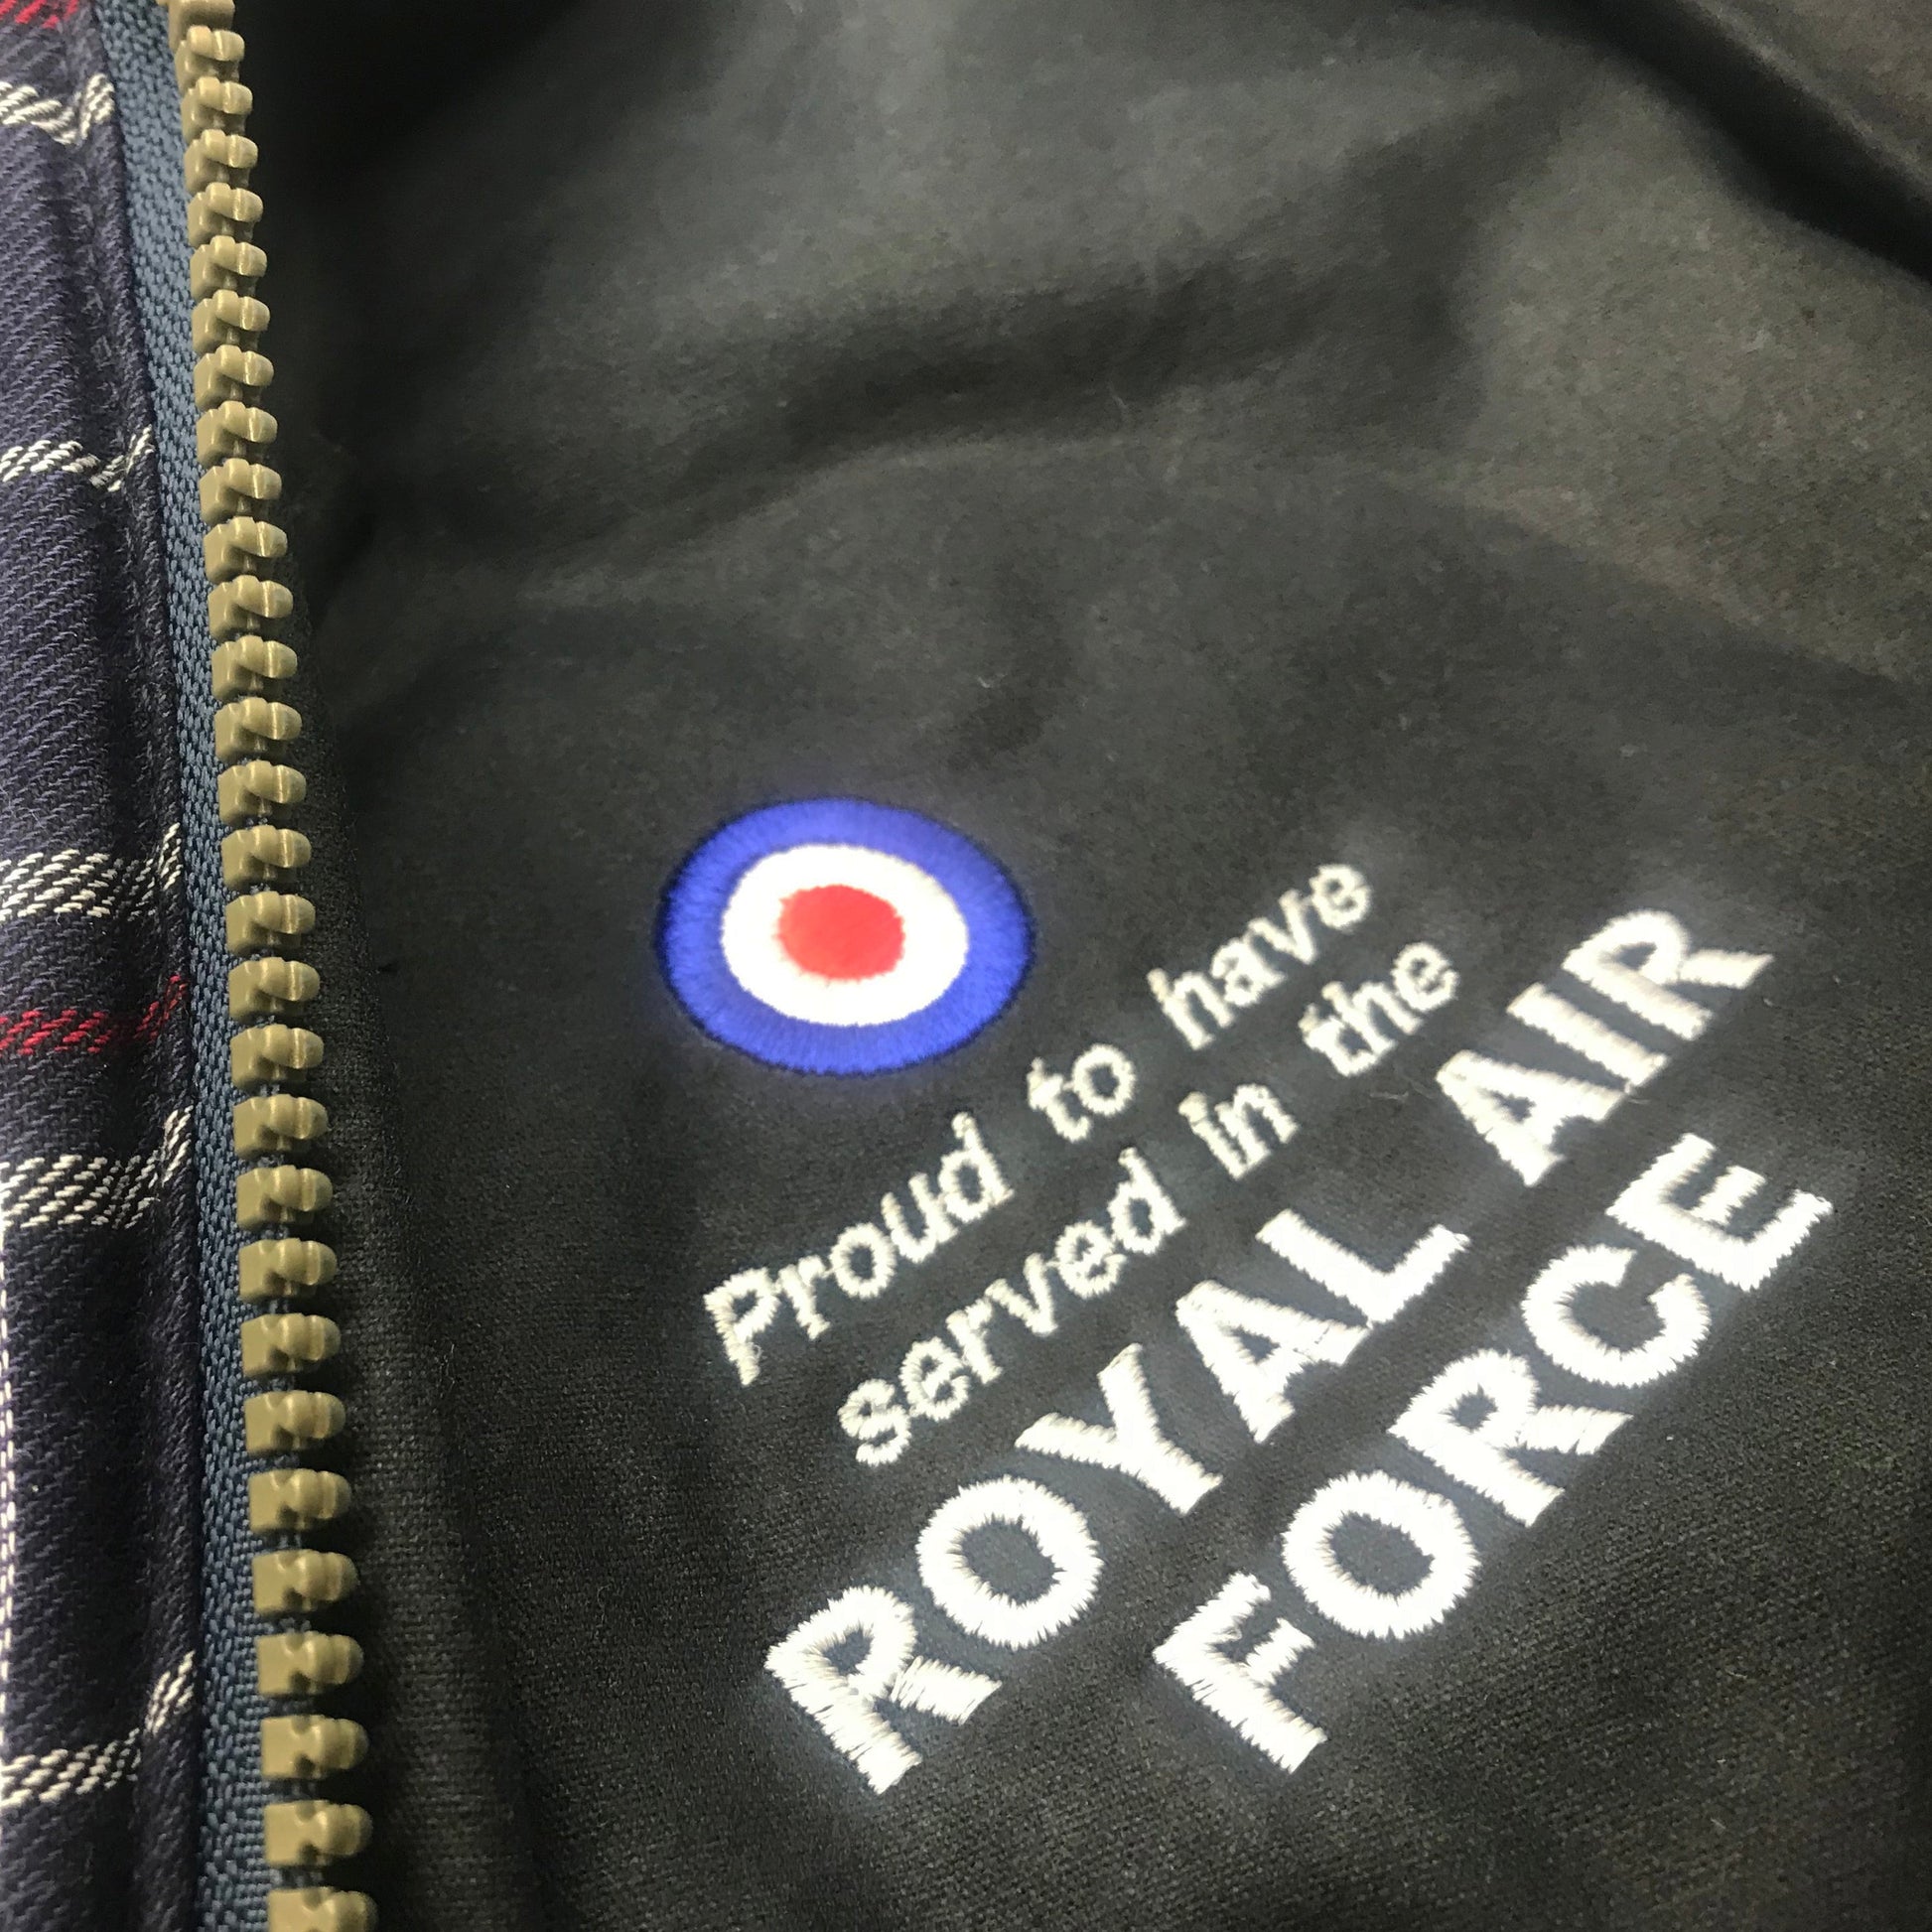 Proud to have
served in the
ROYAL AIR
FORCE